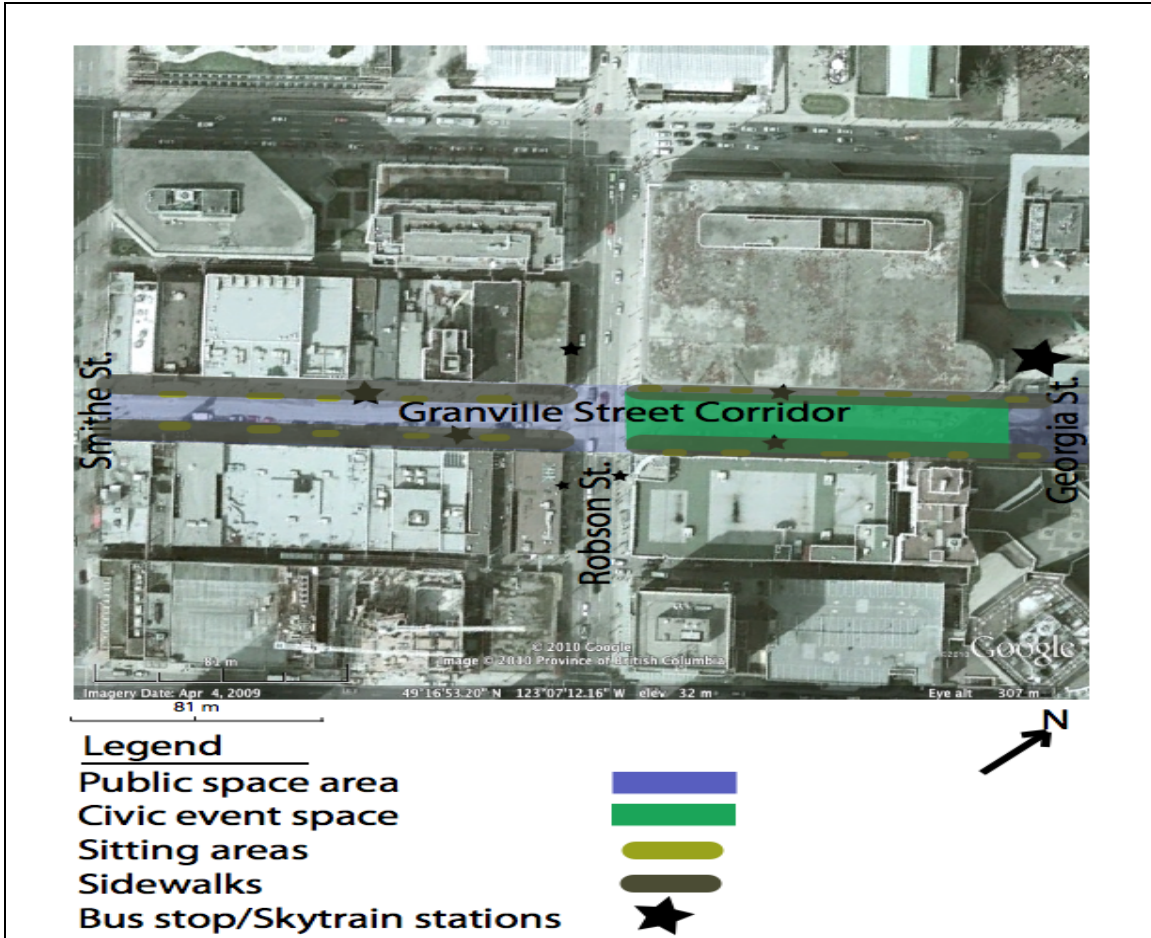 Smithe St.
Granville Street Corridor
Georgia St.
Robson St.
© 2010 Google
Image © 2010 Province of British Columbia
Google
81 m
Imagery Date: Apr 4, 2009
49°16'53.20" N 123°07'12.16" W elev 32 m
Eye alt 307 m
81 m
N
Legend
Public space area
Civic event space
Sitting areas
Sidewalks
Bus stop/Skytrain stations